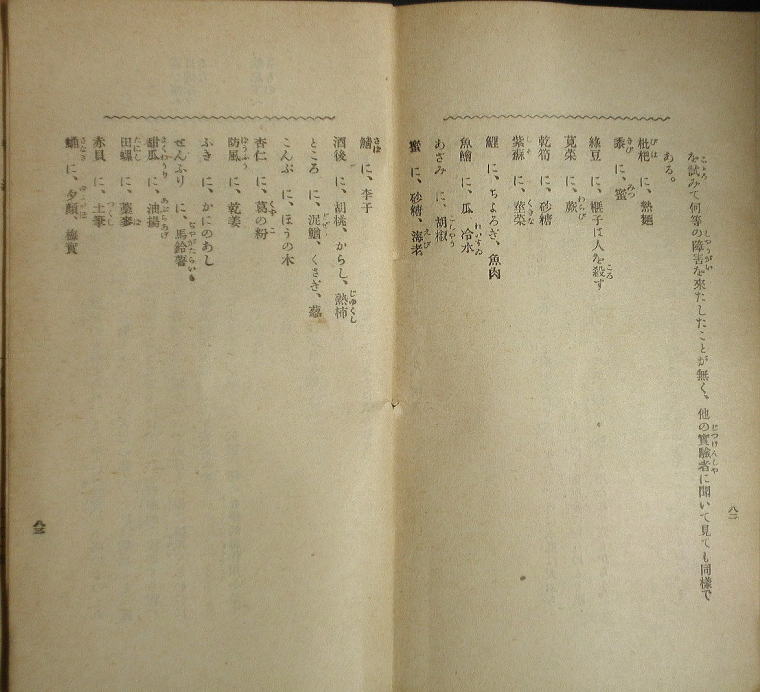 を試みて何等の障害を來たしたことが無く、他の實驗者に聞いて見ても同樣で
ある。
枇杷 に、熱麵
黍 に、蜜
綠豆 に、榧子は人を殺す
莧菜 に、蕨
乾筍 に、砂糖
紫蘇 に、莖菜
鯉 に、ちよろぎ、魚肉
魚鱠 に、瓜 冷水
あざみ に、胡椒
蜜 に、砂糖、海老
八二
鯖 に、李子
酒後 に、胡桃、からし、熟柿
ところ に、泥鰌、くさぎ、葱
こんぶ に、ほうの木
杏仁 に、葛の粉
防風 に、乾姜
ふき に、かにのあし
せんふり に、馬鈴薯
甜瓜 に、油揚
田螺 に、蕎麥
赤貝 に、土筆
蛹 に、夕顏 梅實
八三